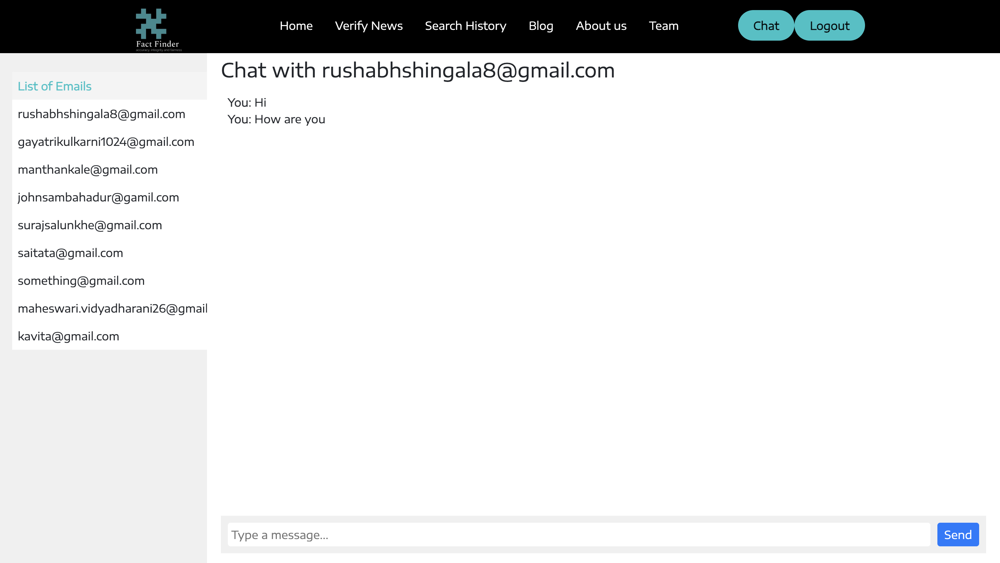 Fact Finder
accuracy, integrity and fairness
Home Verify News Search History Blog About us Team Chat Logout
List of Emails
rushabhshingala8@gmail.com
gayatrikulkarni1024@gmail.com
manthankale@gmail.com
johnsambahadur@gamil.com
surajsalunkhe@gmail.com
saitata@gmail.com
something@gmail.com
maheswari.vidyadharani26@gmail
kavita@gmail.com
Chat with rushabhshingala8@gmail.com
You: Hi
You: How are you
Type a message...
Send